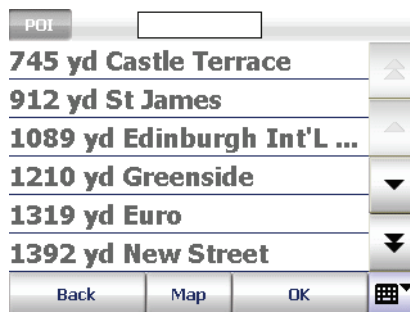 POI
745 yd Castle Terrace
912 yd St James
1089 yd Edinburgh Int'L ...
1210 yd Greenside
1319 yd Euro
1392 yd New Street
Back Map OK